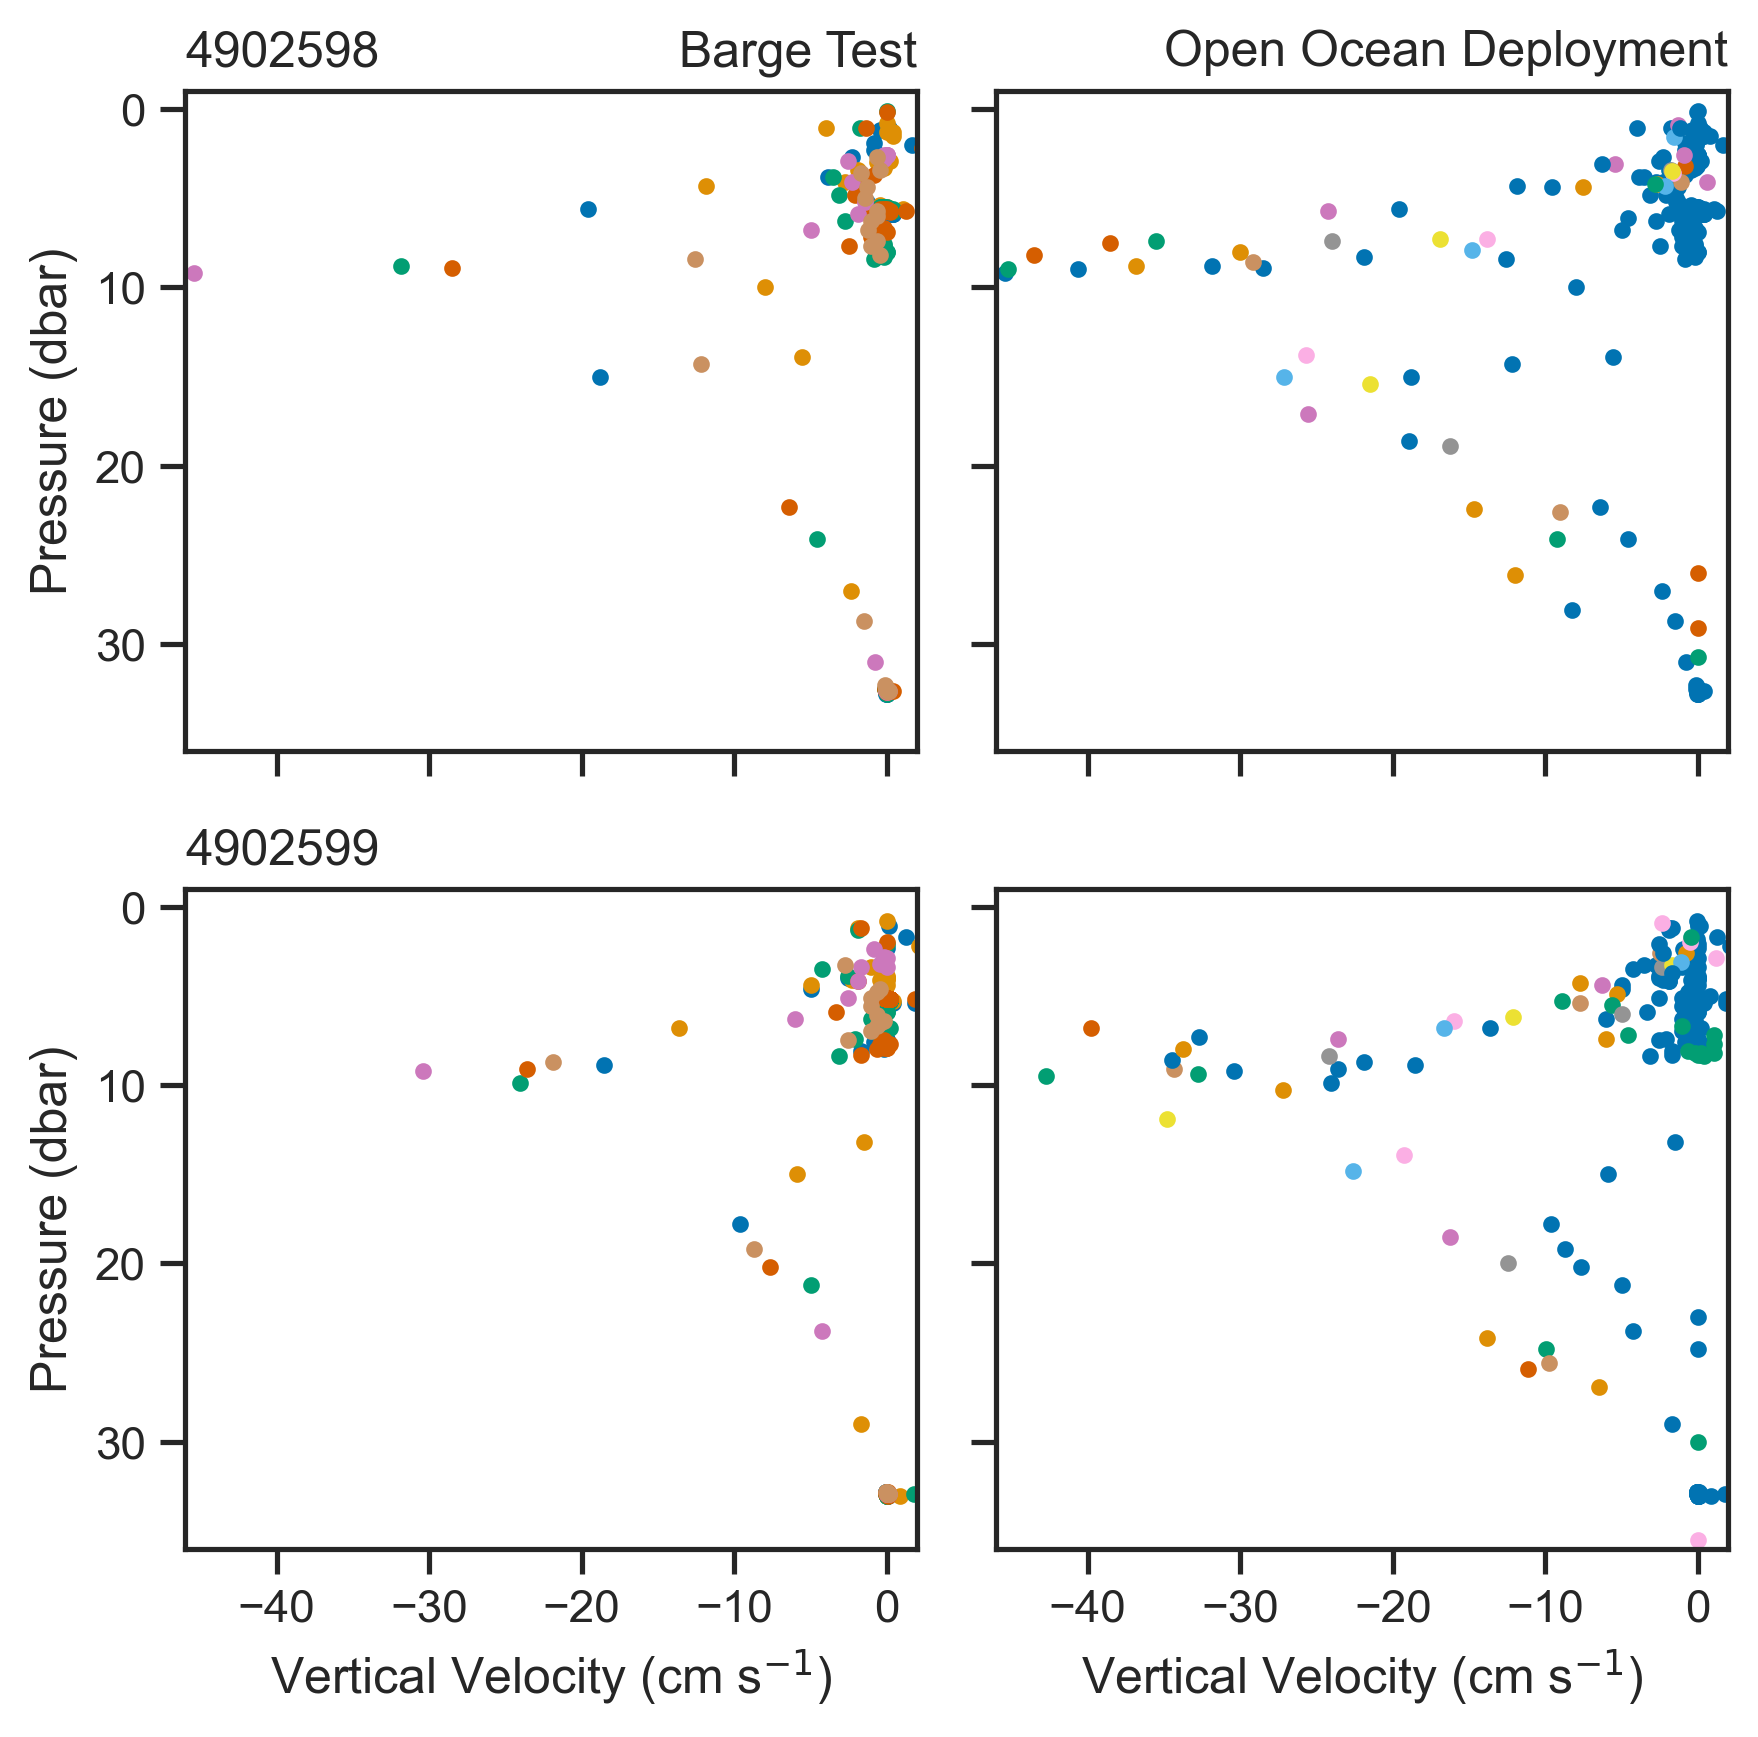 4902598 Barge Test Open Ocean Deployment
0
10
20
30
Pressure (dbar)
4902599
0
10
20
30
Pressure (dbar)
−40 −30 −20 −10 0 −40 −30 −20 −10 0
Vertical Velocity (cm s⁻¹) Vertical Velocity (cm s⁻¹)